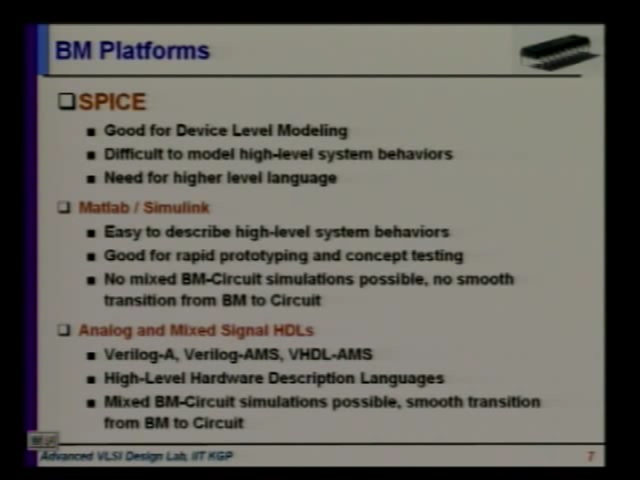 BM Platforms
SPICE
Good for Device Level Modeling
Difficult to model high-level system behaviors
Need for higher level language
Matlab / Simulink
Easy to describe high-level system behaviors
Good for rapid prototyping and concept testing
No mixed BM-Circuit simulations possible, no smooth
transition from BM to Circuit
Analog and Mixed Signal HDLs
Verilog-A, Verilog-AMS, VHDL-AMS
High-Level Hardware Description Languages
Mixed BM-Circuit simulations possible, smooth transition
from BM to Circuit
Advanced VLSI Design Lab, IIT KGP
7